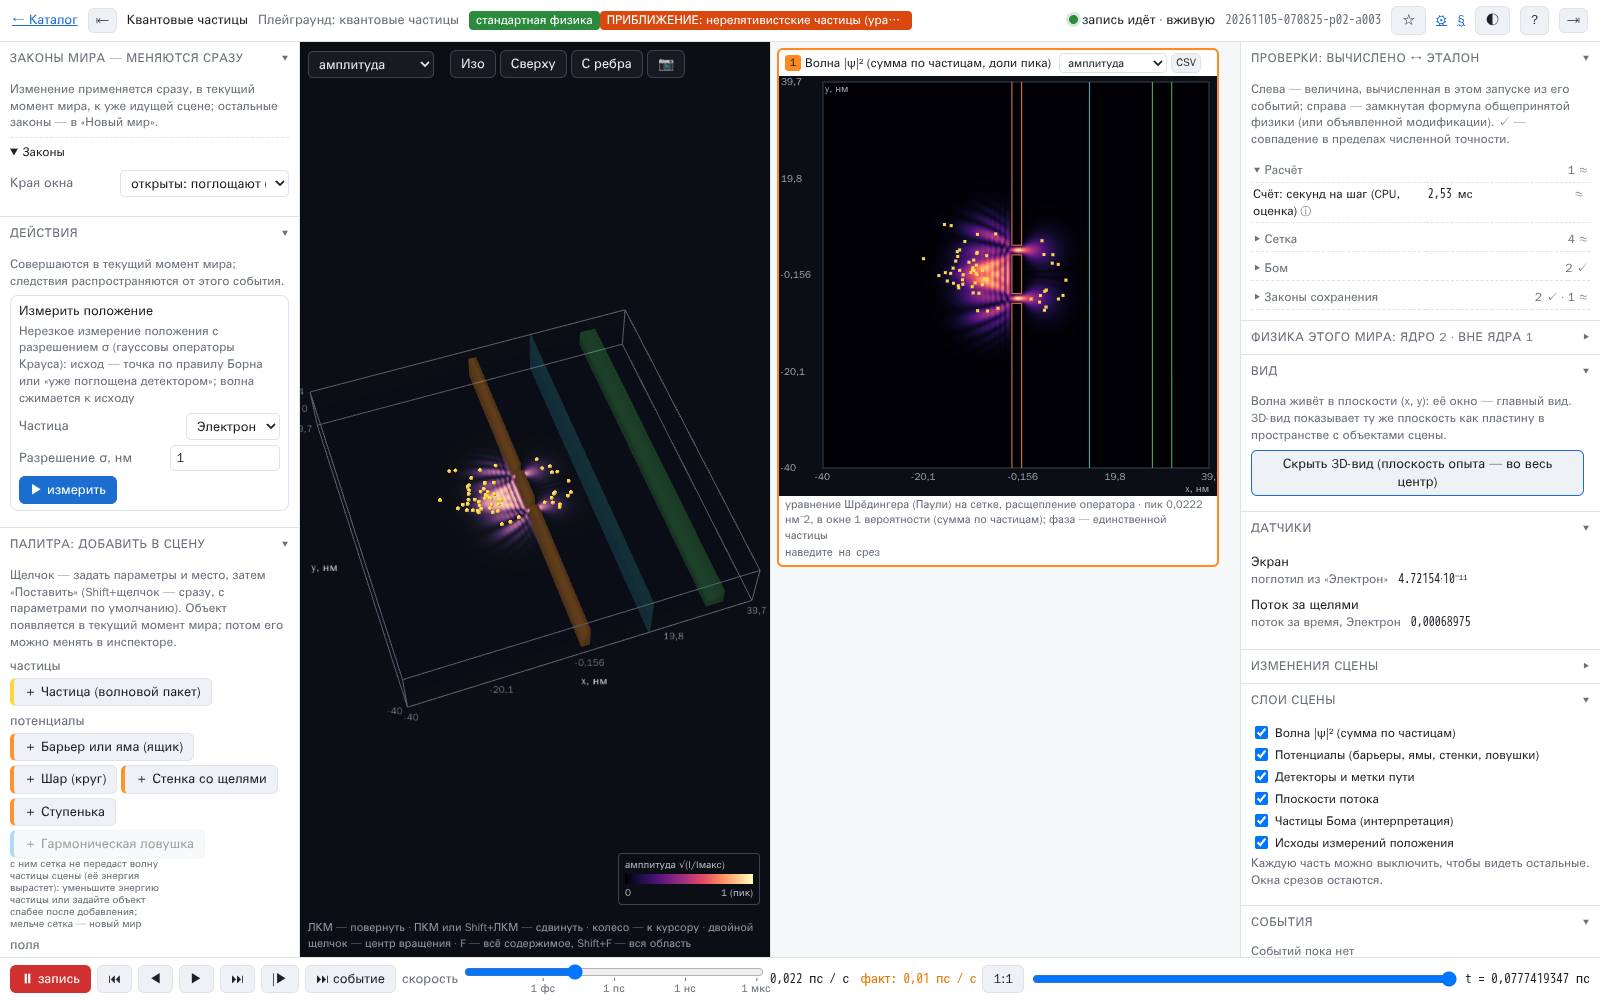 ← Каталог
⇤
Квантовые частицы
Плейграунд: квантовые частицы
стандартная физика
ПРИБЛИЖЕНИЕ: нерелятивистские частицы (ура···
запись идёт · вживую
20261105-070825-p02-a003
☆
⚙
§
?
⇥
ЗАКОНЫ МИРА — МЕНЯЮТСЯ СРАЗУ
Изменение применяется сразу, в текущий
момент мира, к уже идущей сцене; остальные
законы — в «Новый мир».
Законы
Края окна
открыты: поглощают
ДЕЙСТВИЯ
Совершаются в текущий момент мира;
следствия распространяются от этого события.
Измерить положение
Нерезкое измерение положения с
разрешением σ (гауссовы операторы
Крауса): исход — точка по правилу Борна
или «уже поглощена детектором»; волна
сжимается к исходу
Частица
Электрон
Разрешение σ, нм
1
▶ измерить
ПАЛИТРА: ДОБАВИТЬ В СЦЕНУ
Щелчок — задать параметры и место, затем
«Поставить» (Shift+щелчок — сразу, с
параметрами по умолчанию). Объект
появляется в текущий момент мира; потом его
можно менять в инспекторе.
частицы
+ Частица (волновой пакет)
потенциалы
+ Барьер или яма (ящик)
+ Шар (круг)
+ Стенка со щелями
+ Ступенька
+ Гармоническая ловушка
с ним сетка не передаст волну
частицы сцены (её энергия
вырастет): уменьшите энергию
частицы или задайте объект
слабее после добавления;
мельче сетка — новый мир
поля
амплитуда
Изо
Сверху
С ребра
y, нм
39,7
19,8
-0,156
x, нм
-20,1
-40
-40
амплитуда √(I/Iмакс)
0
1 (пик)
ЛКМ — повернуть · ПКМ или Shift+ЛКМ — сдвинуть · колесо — к курсору · двойной
щелчок — центр вращения · F — всё содержимое, Shift+F — вся область
1
Волна |ψ|² (сумма по частицам, доли пика)
амплитуда
CSV
39,7
y, нм
19,8
-0,156
-20,1
-40
-40
-20,1
-0,156
19,8
39,
x, нм
уравнение Шрёдингера (Паули) на сетке, расщепление оператора · пик 0,0222
нм⁻2, в окне 1 вероятности (сумма по частицам); фаза — единственной
частицы
наведите на срез
ПРОВЕРКИ: ВЫЧИСЛЕНО ↔ ЭТАЛОН
Слева — величина, вычисленная в этом запуске из его
событий; справа — замкнутая формула общепринятой
физики (или объявленной модификации). ✓ —
совпадение в пределах численной точности.
Расчёт
1 ≈
Счёт: секунд на шаг (CPU,
оценка) ⓘ
2,53 мс
≈
Сетка
4 ≈
Бом
2 ✓
Законы сохранения
2 ✓ · 1 ≈
ФИЗИКА ЭТОГО МИРА: ЯДРО 2 · ВНЕ ЯДРА 1
ВИД
Волна живёт в плоскости (x, y): её окно — главный вид.
3D-вид показывает ту же плоскость как пластину в
пространстве с объектами сцены.
Скрыть 3D-вид (плоскость опыта — во весь
центр)
ДАТЧИКИ
Экран
поглотил из «Электрон» 4.72154·10⁻¹¹
Поток за щелями
поток за время, Электрон 0,00068975
ИЗМЕНЕНИЯ СЦЕНЫ
СЛОИ СЦЕНЫ
Волна |ψ|² (сумма по частицам)
Потенциалы (барьеры, ямы, стенки, ловушки)
Детекторы и метки пути
Плоскости потока
Частицы Бома (интерпретация)
Исходы измерений положения
Каждую часть можно выключить, чтобы видеть остальные.
Окна срезов остаются.
СОБЫТИЯ
Событий пока нет
запись
событие
скорость
1 фс
1 пс
1 нс
1 мкс
0,022 пс / с
факт: 0,01 пс / с
1:1
t = 0,0777419347 пс